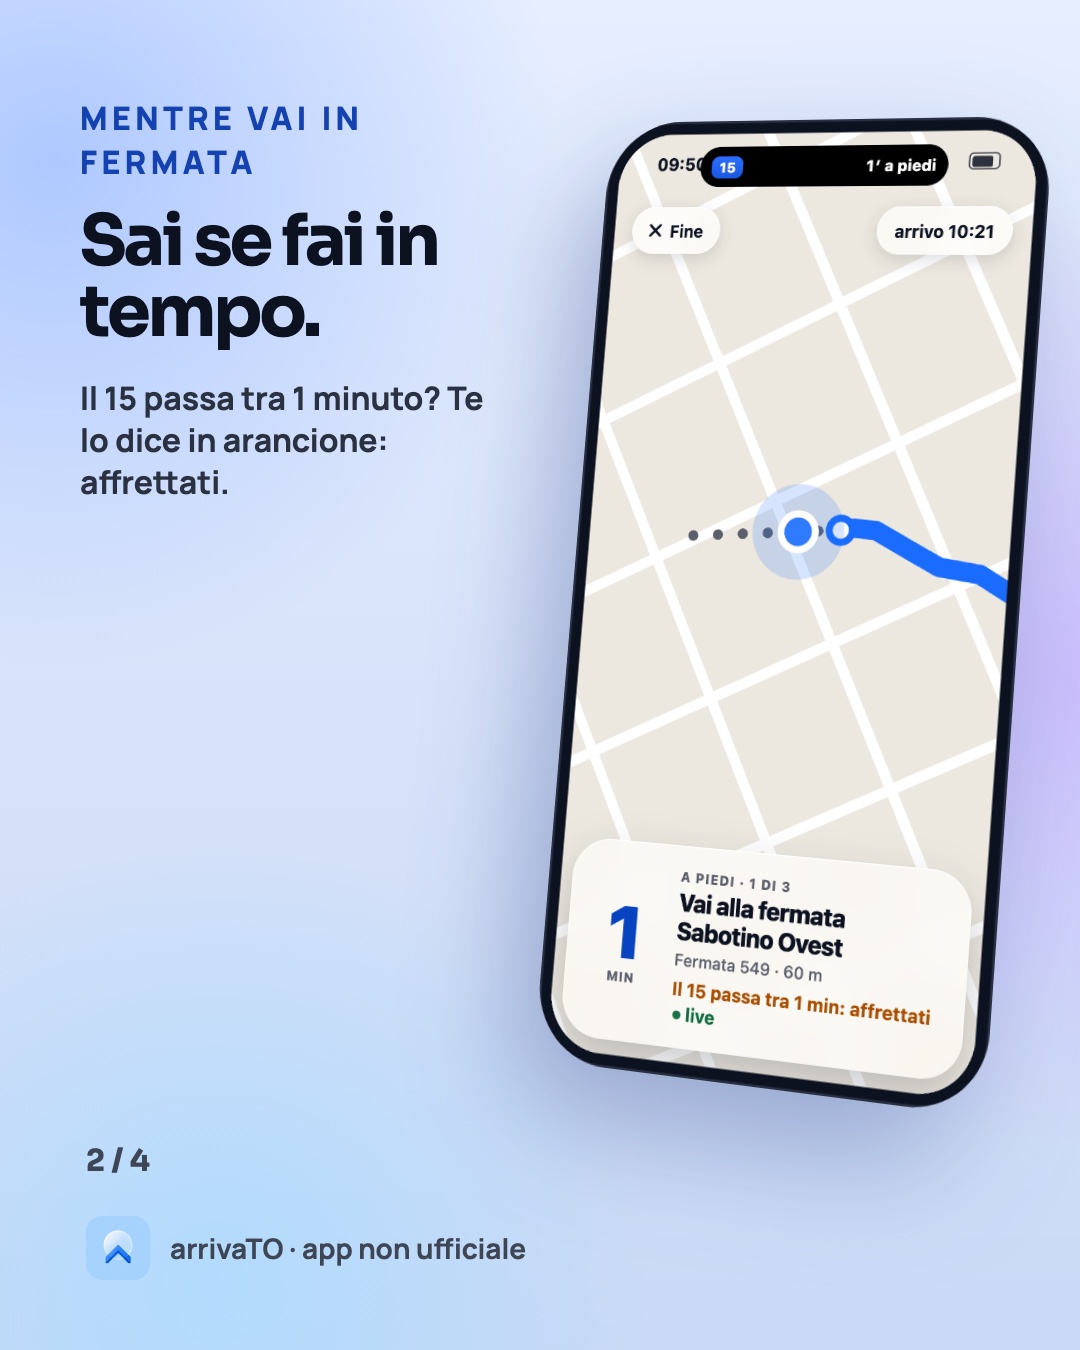 MENTRE VAI IN
FERMATA
Sai se fai in
tempo.
Il 15 passa tra 1 minuto? Te
lo dice in arancione:
affrettati.
09:50
15
1’ a piedi
✕ Fine
arrivo 10:21
A PIEDI · 1 DI 3
1
MIN
Vai alla fermata
Sabotino Ovest
Fermata 549 · 60 m
Il 15 passa tra 1 min: affrettati
• live
2 / 4
arrivaTO · app non ufficiale